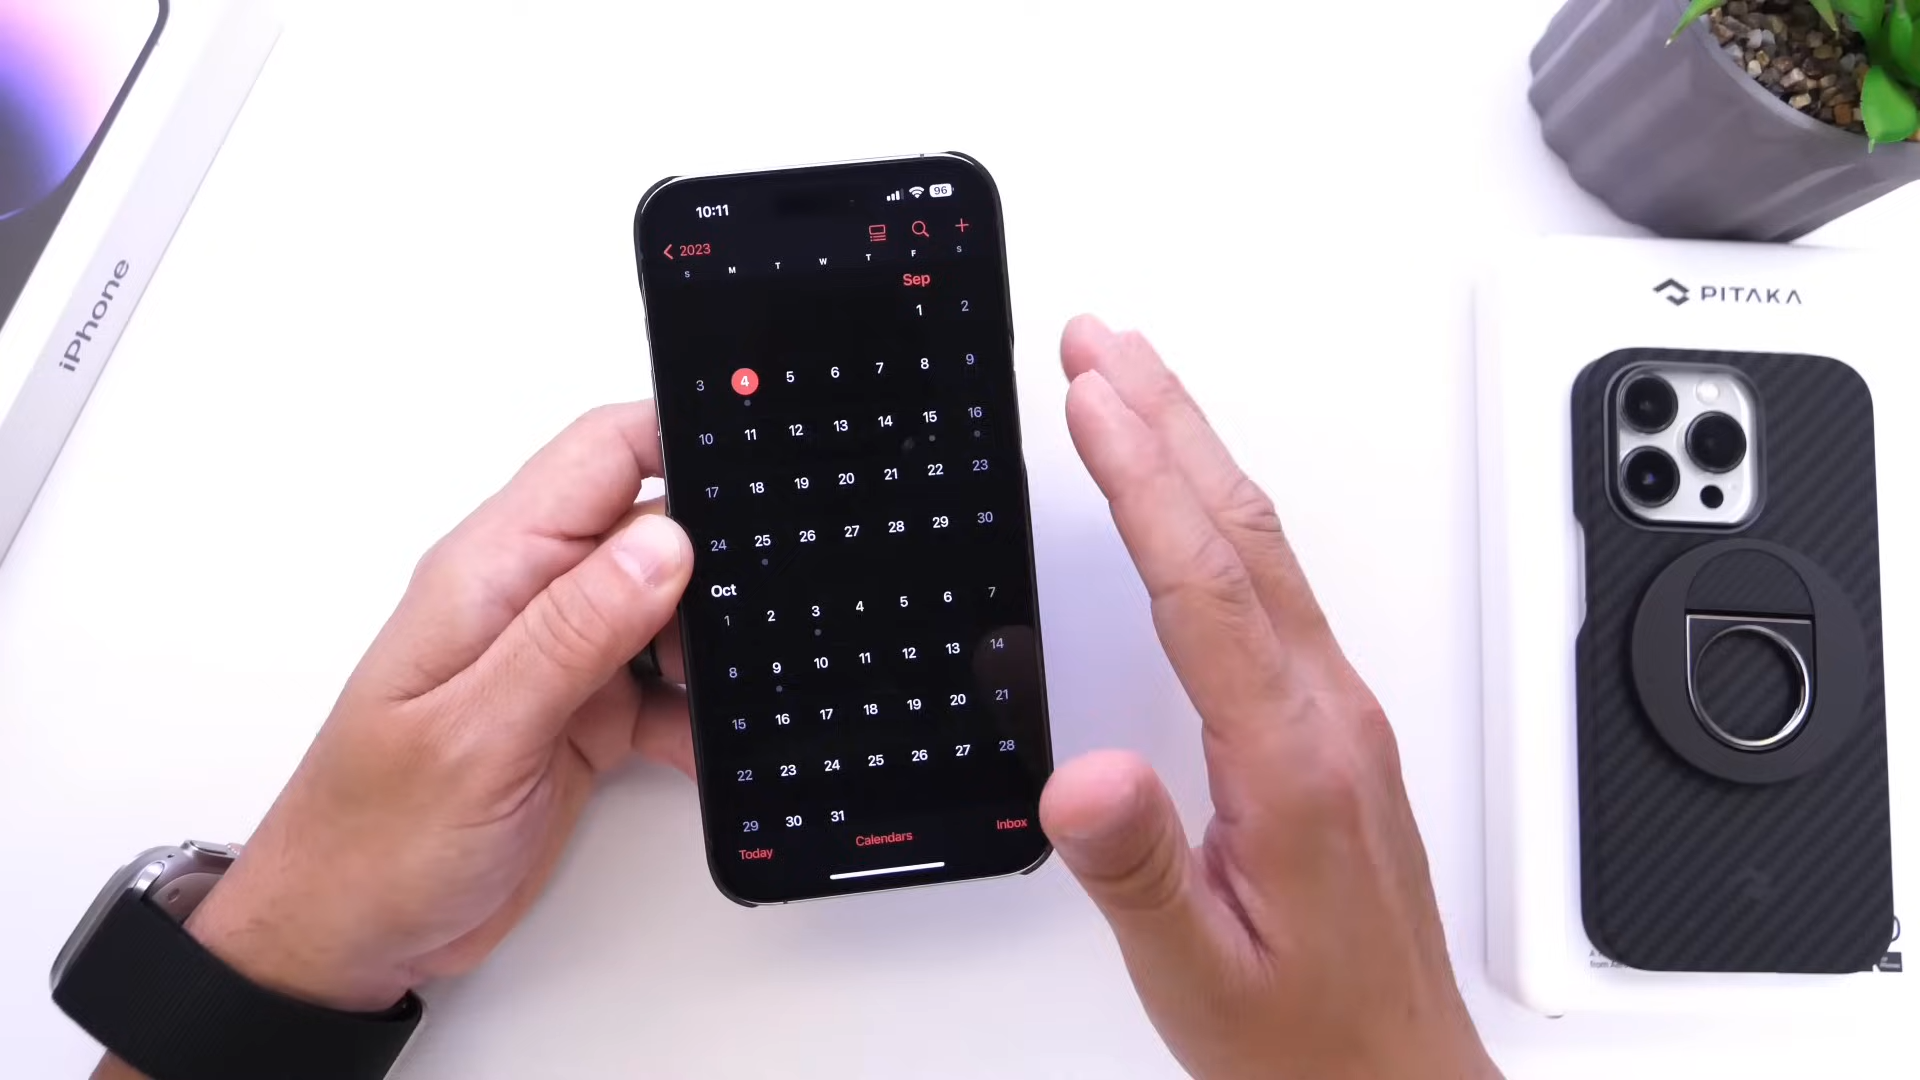 iPhone
10:11
96
2023
S M T W T F S
Sep
1 2
3 4 5 6 7 8 9
10 11 12 13 14 15 16
17 18 19 20 21 22 23
24 25 26 27 28 29 30
Oct
1 2 3 4 5 6 7
8 9 10 11 12 13 14
15 16 17 18 19 20 21
22 23 24 25 26 27 28
29 30 31
Today Calendars Inbox
PITAKA